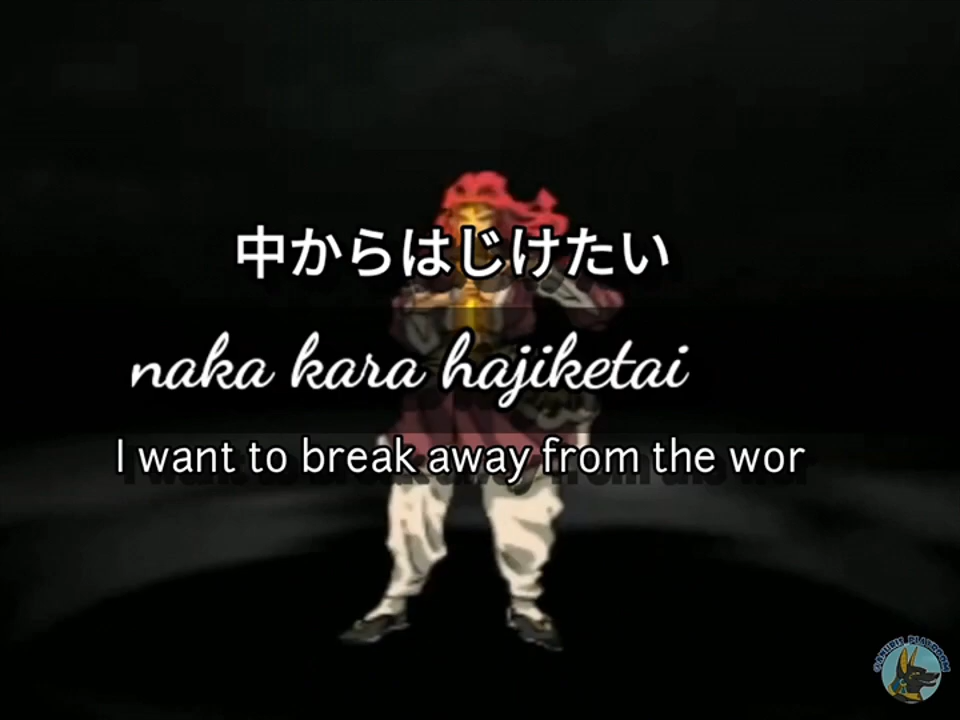 中からはじけたい
naka kara hajiketai
I want to break away from the wor